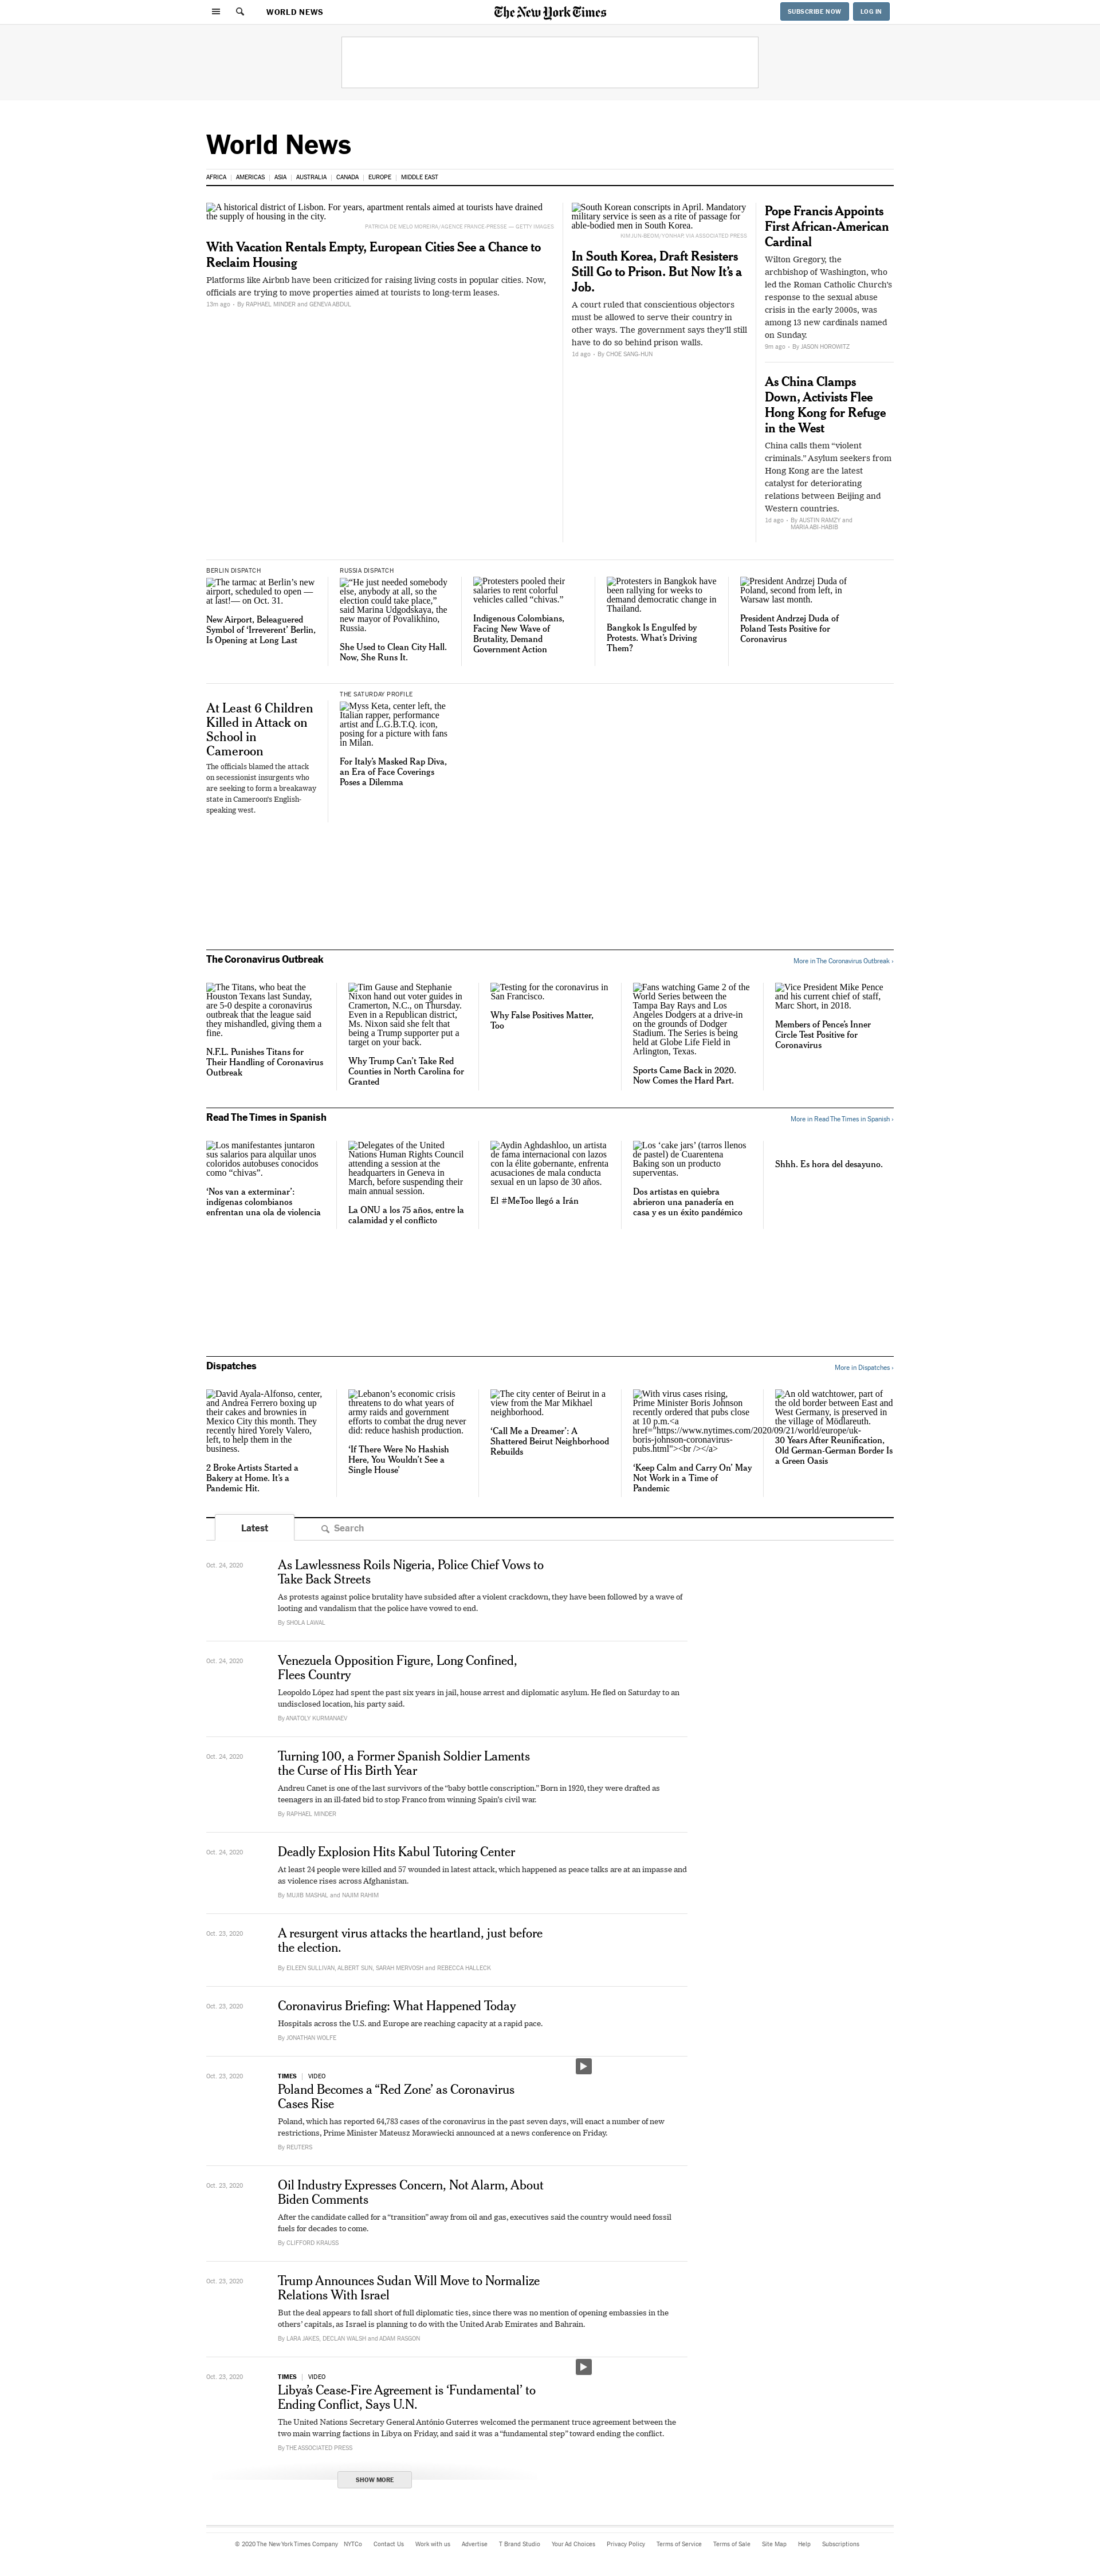 WORLD NEWS
The New York Times
SUBSCRIBE NOW
LOG IN
World News
AFRICA
AMERICAS
ASIA
AUSTRALIA
CANADA
EUROPE
MIDDLE EAST
A historical district of Lisbon. For years, apartment rentals aimed at tourists have drained
the supply of housing in the city.
PATRICIA DE MELO MOREIRA/AGENCE FRANCE-PRESSE — GETTY IMAGES
With Vacation Rentals Empty, European Cities See a Chance to
Reclaim Housing
Platforms like Airbnb have been criticized for raising living costs in popular cities. Now,
officials are trying to move properties aimed at tourists to long-term leases.
13m ago - By RAPHAEL MINDER and GENEVA ABDUL
South Korean conscripts in April. Mandatory
military service is seen as a rite of passage for
able-bodied men in South Korea.
KIM JUN-BEOM/YONHAP, VIA ASSOCIATED PRESS
In South Korea, Draft Resisters
Still Go to Prison. But Now It’s a
Job.
A court ruled that conscientious objectors
must be allowed to serve their country in
other ways. The government says they’ll still
have to do so behind prison walls.
1d ago - By CHOE SANG-HUN
Pope Francis Appoints
First African-American
Cardinal
Wilton Gregory, the
archbishop of Washington, who
led the Roman Catholic Church’s
response to the sexual abuse
crisis in the early 2000s, was
among 13 new cardinals named
on Sunday.
9m ago - By JASON HOROWITZ
As China Clamps
Down, Activists Flee
Hong Kong for Refuge
in the West
China calls them “violent
criminals.” Asylum seekers from
Hong Kong are the latest
catalyst for deteriorating
relations between Beijing and
Western countries.
1d ago - By AUSTIN RAMZY and
MARIA ABI-HABIB
BERLIN DISPATCH
The tarmac at Berlin’s new
airport, scheduled to open —
at last!— on Oct. 31.
New Airport, Beleaguered
Symbol of ‘Irreverent’ Berlin,
Is Opening at Long Last
RUSSIA DISPATCH
“He just needed somebody
else, anybody at all, so the
election could take place,”
said Marina Udgodskaya, the
new mayor of Povalikhino,
Russia.
She Used to Clean City Hall.
Now, She Runs It.
Protesters pooled their
salaries to rent colorful
vehicles called “chivas.”
Indigenous Colombians,
Facing New Wave of
Brutality, Demand
Government Action
Protesters in Bangkok have
been rallying for weeks to
demand democratic change in
Thailand.
Bangkok Is Engulfed by
Protests. What’s Driving
Them?
President Andrzej Duda of
Poland, second from left, in
Warsaw last month.
President Andrzej Duda of
Poland Tests Positive for
Coronavirus
At Least 6 Children
Killed in Attack on
School in
Cameroon
The officials blamed the attack
on secessionist insurgents who
are seeking to form a breakaway
state in Cameroon’s English-
speaking west.
THE SATURDAY PROFILE
Myss Keta, center left, the
Italian rapper, performance
artist and L.G.B.T.Q. icon,
posing for a picture with fans
in Milan.
For Italy’s Masked Rap Diva,
an Era of Face Coverings
Poses a Dilemma
The Coronavirus Outbreak
More in The Coronavirus Outbreak ›
The Titans, who beat the
Houston Texans last Sunday,
are 5-0 despite a coronavirus
outbreak that the league said
they mishandled, giving them a
fine.
N.F.L. Punishes Titans for
Their Handling of Coronavirus
Outbreak
Tim Gause and Stephanie
Nixon hand out voter guides in
Cramerton, N.C., on Thursday.
Even in a Republican district,
Ms. Nixon said she felt that
being a Trump supporter put a
target on your back.
Why Trump Can’t Take Red
Counties in North Carolina for
Granted
Testing for the coronavirus in
San Francisco.
Why False Positives Matter,
Too
Fans watching Game 2 of the
World Series between the
Tampa Bay Rays and Los
Angeles Dodgers at a drive-in
on the grounds of Dodger
Stadium. The Series is being
held at Globe Life Field in
Arlington, Texas.
Sports Came Back in 2020.
Now Comes the Hard Part.
Vice President Mike Pence
and his current chief of staff,
Marc Short, in 2018.
Members of Pence’s Inner
Circle Test Positive for
Coronavirus
Read The Times in Spanish
More in Read The Times in Spanish ›
Los manifestantes juntaron
sus salarios para alquilar unos
coloridos autobuses conocidos
como “chivas”.
‘Nos van a exterminar’:
indígenas colombianos
enfrentan una ola de violencia
Delegates of the United
Nations Human Rights Council
attending a session at the
headquarters in Geneva in
March, before suspending their
main annual session.
La ONU a los 75 años, entre la
calamidad y el conflicto
Aydin Aghdashloo, un artista
de fama internacional con lazos
con la élite gobernante, enfrenta
acusaciones de mala conducta
sexual en un lapso de 30 años.
El #MeToo llegó a Irán
Los ‘cake jars’ (tarros llenos
de pastel) de Cuarentena
Baking son un producto
superventas.
Dos artistas en quiebra
abrieron una panadería en
casa y es un éxito pandémico
Shhh. Es hora del desayuno.
Dispatches
More in Dispatches ›
David Ayala-Alfonso, center,
and Andrea Ferrero boxing up
their cakes and brownies in
Mexico City this month. They
recently hired Yorely Valero,
left, to help them in the
business.
2 Broke Artists Started a
Bakery at Home. It’s a
Pandemic Hit.
Lebanon’s economic crisis
threatens to do what years of
army raids and government
efforts to combat the drug never
did: reduce hashish production.
‘If There Were No Hashish
Here, You Wouldn’t See a
Single House’
The city center of Beirut in a
view from the Mar Mikhael
neighborhood.
‘Call Me a Dreamer’: A
Shattered Beirut Neighborhood
Rebuilds
With virus cases rising,
Prime Minister Boris Johnson
recently ordered that pubs close
at 10 p.m.<a
href="https://www.nytimes.com/2020/09/21/world/europe/uk-
boris-johnson-coronavirus-
pubs.html"><br /></a>
‘Keep Calm and Carry On’ May
Not Work in a Time of
Pandemic
An old watchtower, part of
the old border between East and
West Germany, is preserved in
the village of Mödlareuth.
30 Years After Reunification,
Old German-German Border Is
a Green Oasis
Latest
Search
Oct. 24, 2020
As Lawlessness Roils Nigeria, Police Chief Vows to
Take Back Streets
As protests against police brutality have subsided after a violent crackdown, they have been followed by a wave of
looting and vandalism that the police have vowed to end.
By SHOLA LAWAL
Oct. 24, 2020
Venezuela Opposition Figure, Long Confined,
Flees Country
Leopoldo López had spent the past six years in jail, house arrest and diplomatic asylum. He fled on Saturday to an
undisclosed location, his party said.
By ANATOLY KURMANAEV
Oct. 24, 2020
Turning 100, a Former Spanish Soldier Laments
the Curse of His Birth Year
Andreu Canet is one of the last survivors of the “baby bottle conscription.” Born in 1920, they were drafted as
teenagers in an ill-fated bid to stop Franco from winning Spain’s civil war.
By RAPHAEL MINDER
Oct. 24, 2020
Deadly Explosion Hits Kabul Tutoring Center
At least 24 people were killed and 57 wounded in latest attack, which happened as peace talks are at an impasse and
as violence rises across Afghanistan.
By MUJIB MASHAL and NAJIM RAHIM
Oct. 23, 2020
A resurgent virus attacks the heartland, just before
the election.
By EILEEN SULLIVAN, ALBERT SUN, SARAH MERVOSH and REBECCA HALLECK
Oct. 23, 2020
Coronavirus Briefing: What Happened Today
Hospitals across the U.S. and Europe are reaching capacity at a rapid pace.
By JONATHAN WOLFE
Oct. 23, 2020
TIMES | VIDEO
Poland Becomes a “Red Zone’ as Coronavirus
Cases Rise
Poland, which has reported 64,783 cases of the coronavirus in the past seven days, will enact a number of new
restrictions, Prime Minister Mateusz Morawiecki announced at a news conference on Friday.
By REUTERS
Oct. 23, 2020
Oil Industry Expresses Concern, Not Alarm, About
Biden Comments
After the candidate called for a “transition” away from oil and gas, executives said the country would need fossil
fuels for decades to come.
By CLIFFORD KRAUSS
Oct. 23, 2020
Trump Announces Sudan Will Move to Normalize
Relations With Israel
But the deal appears to fall short of full diplomatic ties, since there was no mention of opening embassies in the
others’ capitals, as Israel is planning to do with the United Arab Emirates and Bahrain.
By LARA JAKES, DECLAN WALSH and ADAM RASGON
Oct. 23, 2020
TIMES | VIDEO
Libya’s Cease-Fire Agreement is ‘Fundamental’ to
Ending Conflict, Says U.N.
The United Nations Secretary General António Guterres welcomed the permanent truce agreement between the
two main warring factions in Libya on Friday, and said it was a “fundamental step” toward ending the conflict.
By THE ASSOCIATED PRESS
SHOW MORE
© 2020 The New York Times Company NYTCo Contact Us Work with us Advertise T Brand Studio Your Ad Choices Privacy Policy Terms of Service Terms of Sale Site Map Help Subscriptions